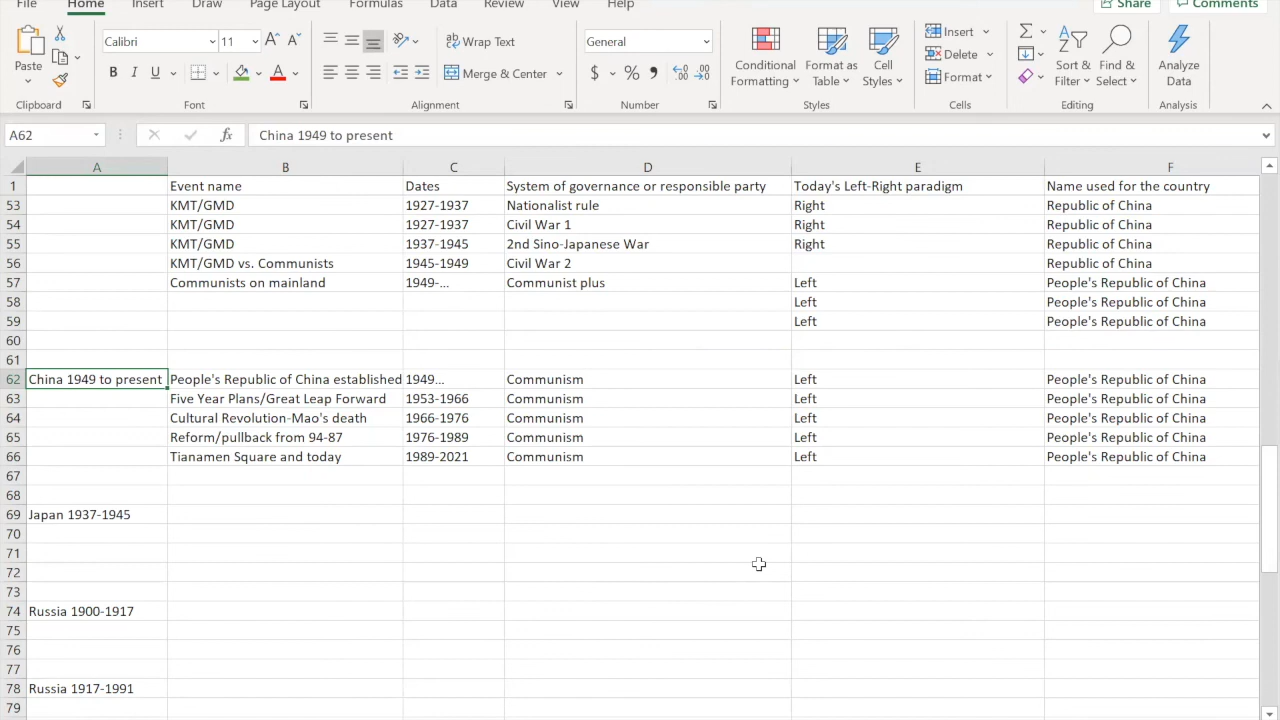 File Home Insert Draw Page Layout Formulas Data Review View Help Share Comments
Calibri 11 A A Wrap Text General
Paste B I U Merge & Center $ % Conditional Formatting Format as Table Cell Styles Insert Delete Format Sort & Filter Find & Select Analyze Data
Clipboard Font Alignment Number Styles Cells Editing Analysis
A62 fx China 1949 to present
A B C D E F
1 Event name Dates System of governance or responsible party Today's Left-Right paradigm Name used for the country
53 KMT/GMD 1927-1937 Nationalist rule Right Republic of China
54 KMT/GMD 1927-1937 Civil War 1 Right Republic of China
55 KMT/GMD 1937-1945 2nd Sino-Japanese War Right Republic of China
56 KMT/GMD vs. Communists 1945-1949 Civil War 2 Republic of China
57 Communists on mainland 1949-... Communist plus Left People's Republic of China
58 Left People's Republic of China
59 Left People's Republic of China
60
61
62 China 1949 to present People's Republic of China established 1949... Communism Left People's Republic of China
63 Five Year Plans/Great Leap Forward 1953-1966 Communism Left People's Republic of China
64 Cultural Revolution-Mao's death 1966-1976 Communism Left People's Republic of China
65 Reform/pullback from 94-87 1976-1989 Communism Left People's Republic of China
66 Tianamen Square and today 1989-2021 Communism Left People's Republic of China
67
68
69 Japan 1937-1945
70
71
72
73
74 Russia 1900-1917
75
76
77
78 Russia 1917-1991
79